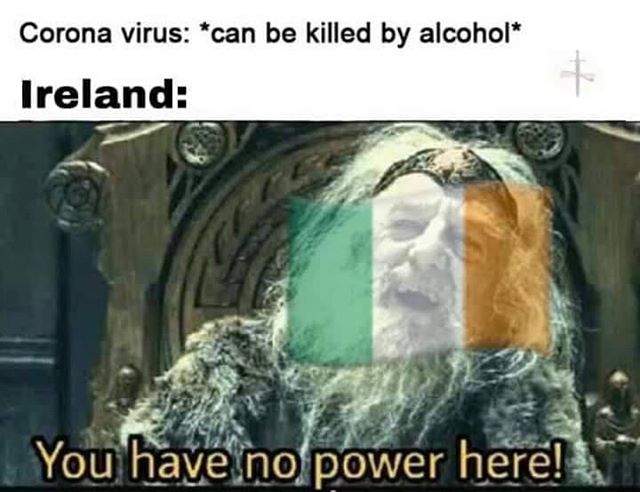 Corona virus: *can be killed by alcohol*
Ireland:
You have no power here!